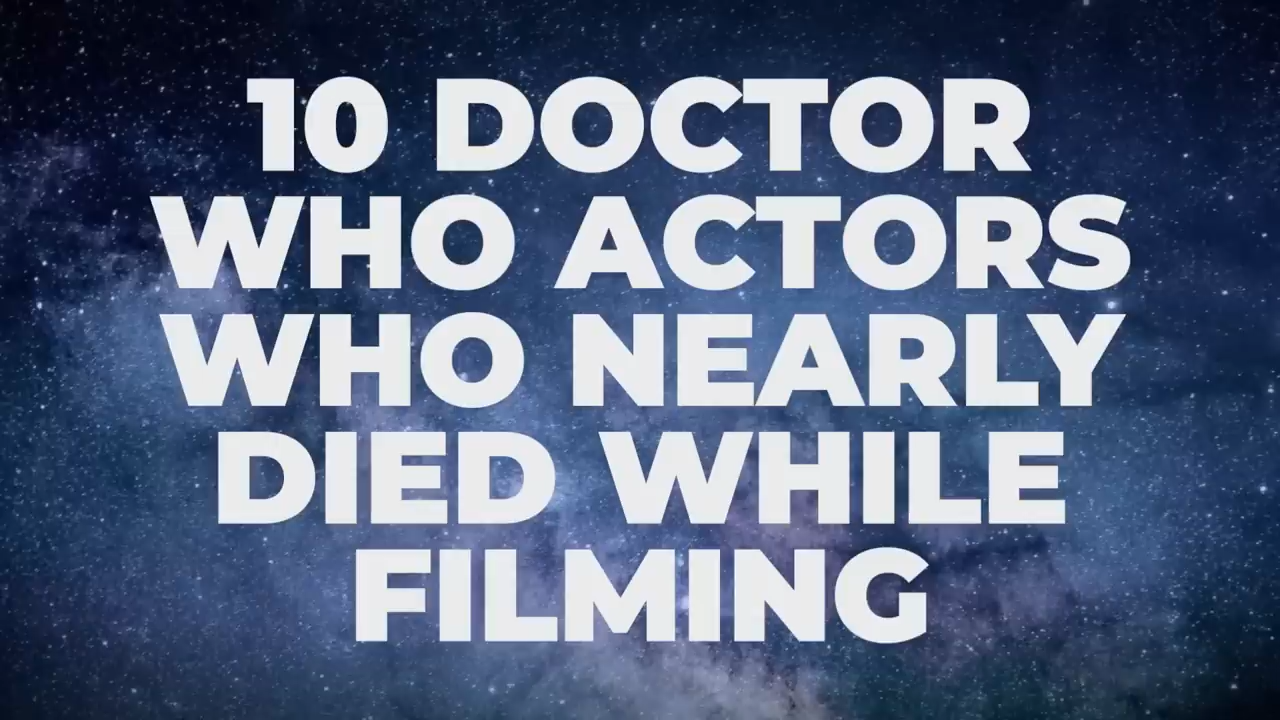 10 DOCTOR
WHO ACTORS
WHO NEARLY
DIED WHILE
FILMING